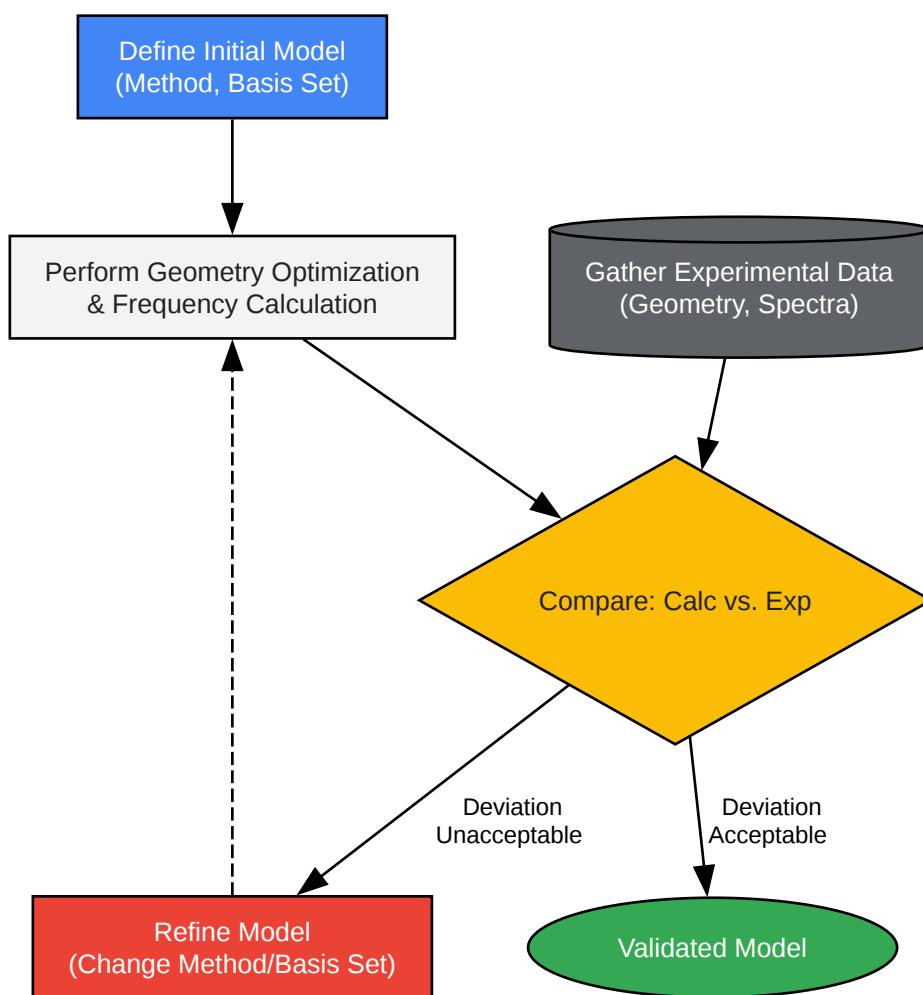 Define Initial Model
(Method, Basis Set)
Perform Geometry Optimization
& Frequency Calculation
Gather Experimental Data
(Geometry, Spectra)
Compare: Calc vs. Exp
Deviation
Unacceptable
Deviation
Acceptable
Refine Model
(Change Method/Basis Set)
Validated Model